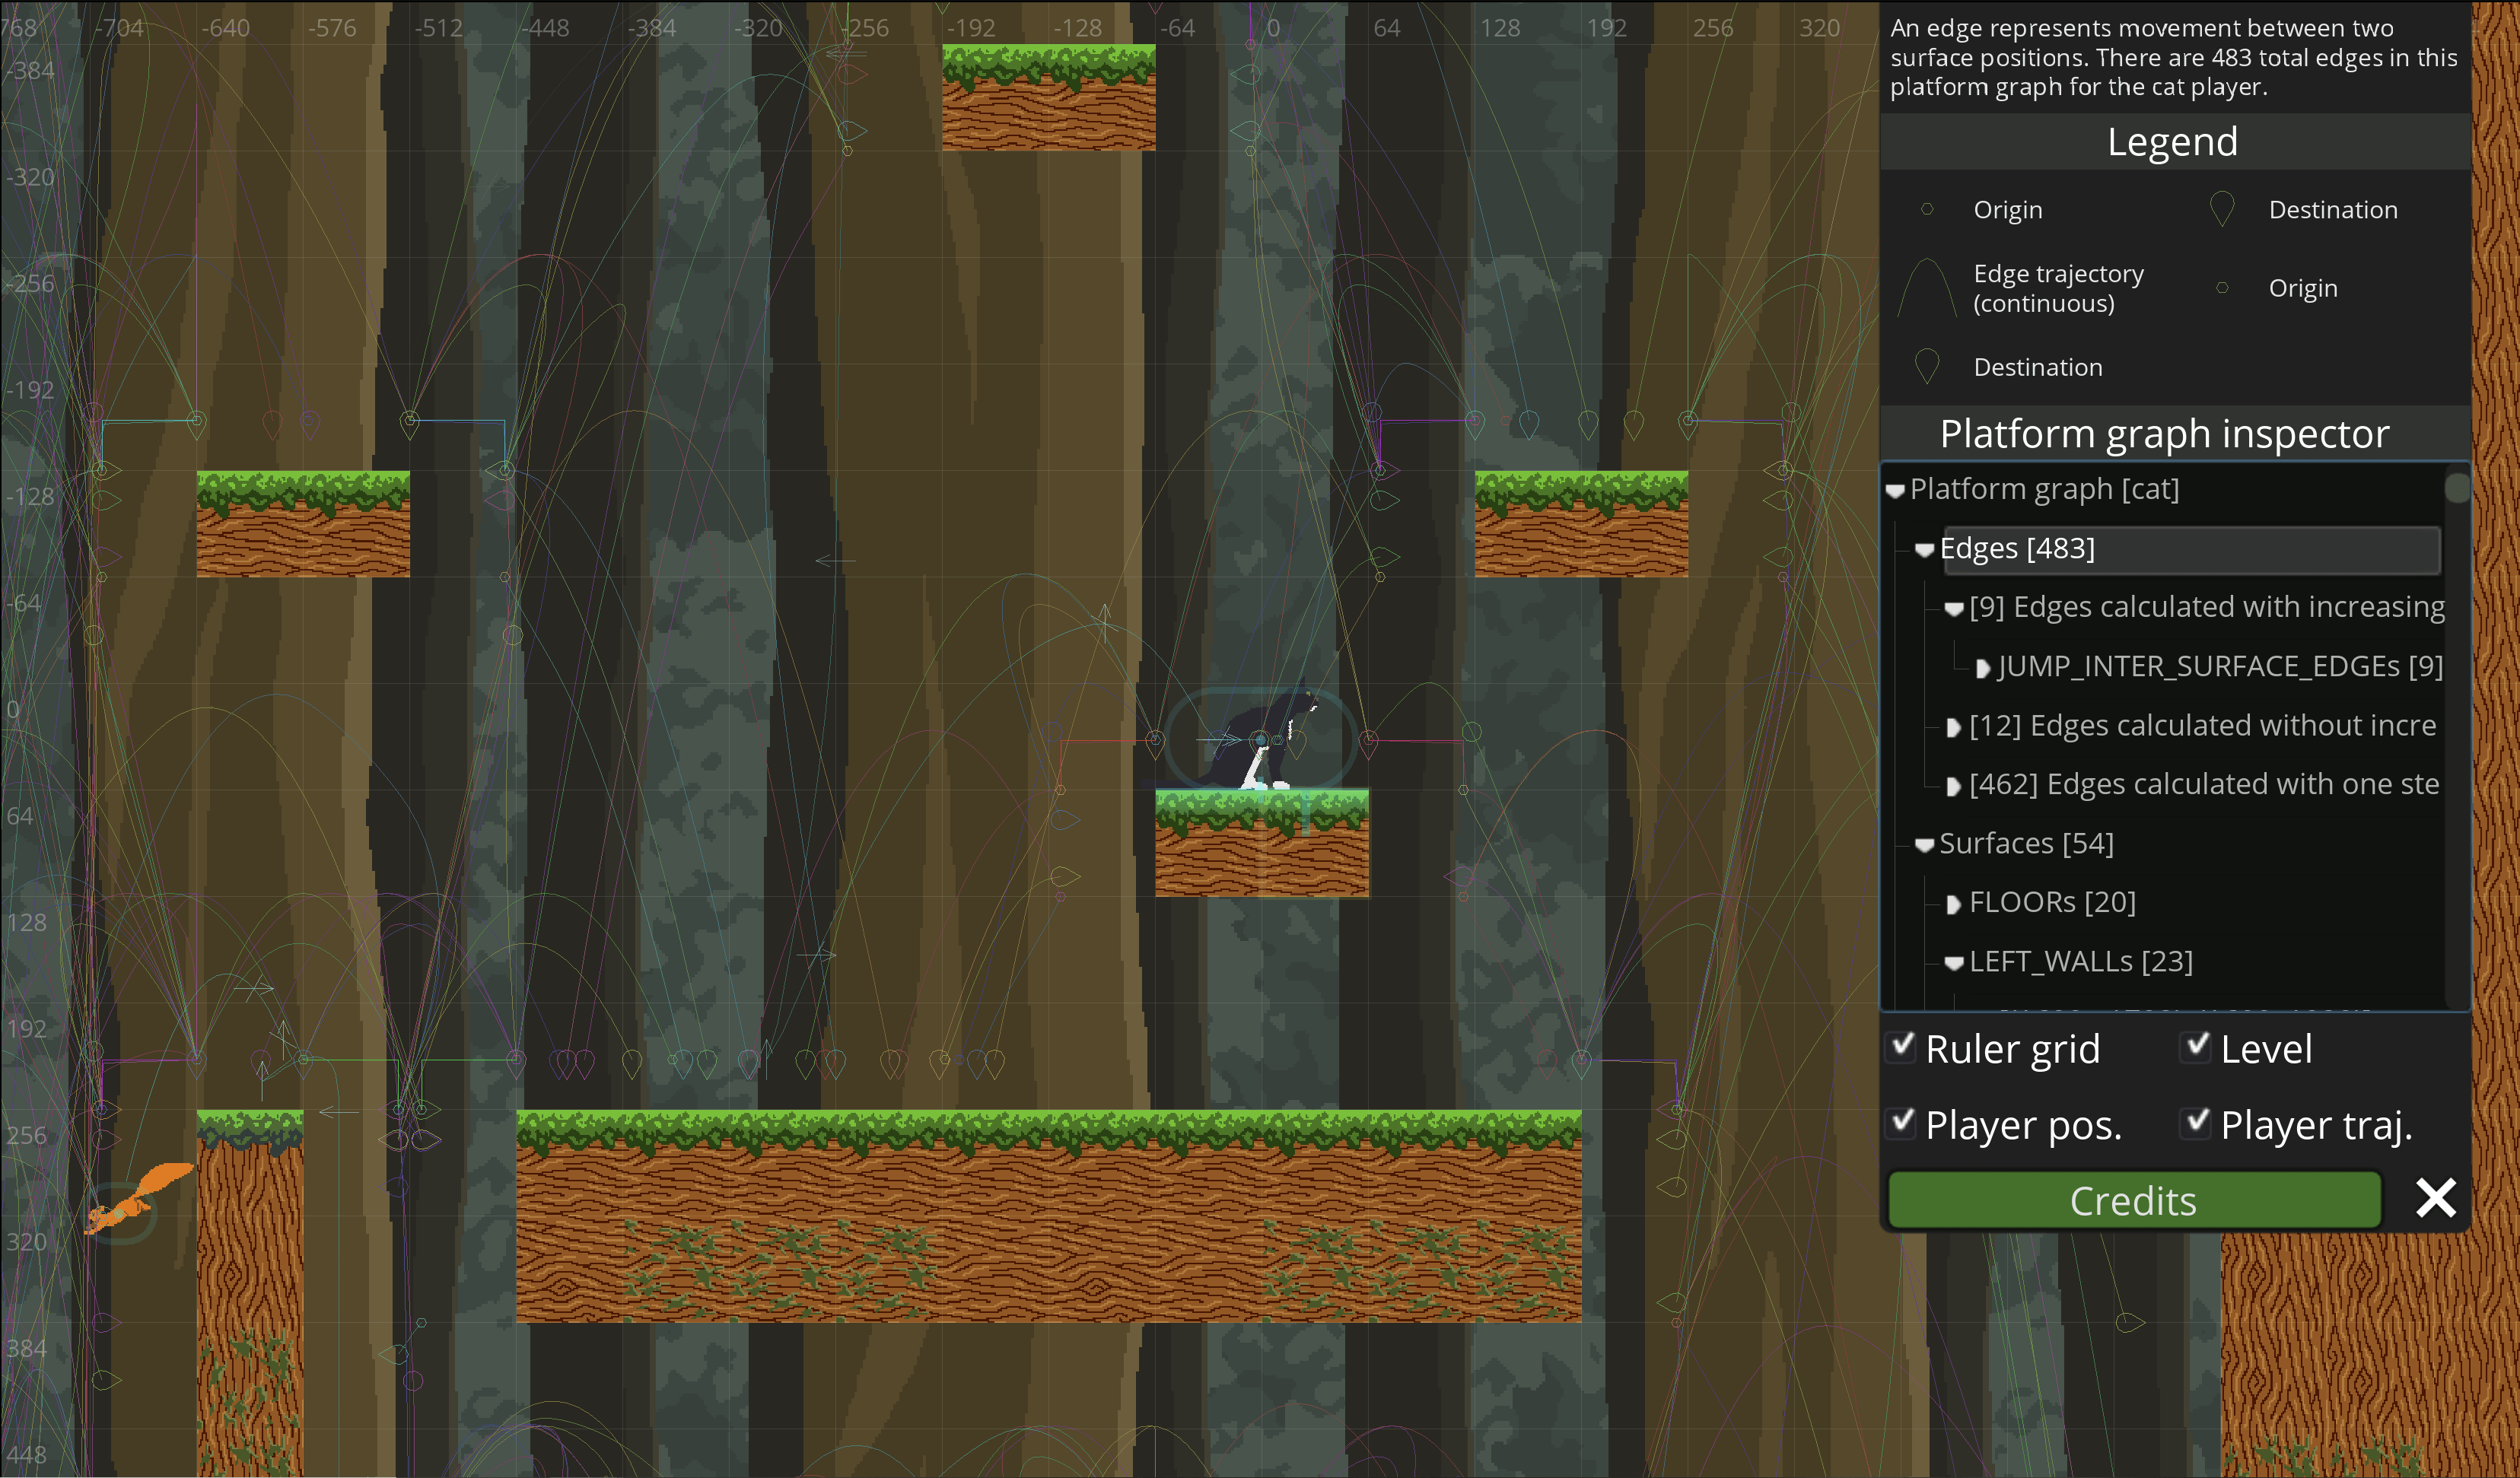 768 -704 -640 -576 -512 -448 -384 -320 -256 -192 -128 -64 0 64 128 192 256 320
-384
-320
-256
-192
-128
-64
0
64
128
192
256
320
384
448
An edge represents movement between two
surface positions. There are 483 total edges in this
platform graph for the cat player.
Legend
Origin
Destination
Edge trajectory
(continuous)
Origin
Destination
Platform graph inspector
Platform graph [cat]
Edges [483]
[9] Edges calculated with increasing
JUMP_INTER_SURFACE_EDGEs [9]
[12] Edges calculated without incre
[462] Edges calculated with one ste
Surfaces [54]
FLOORs [20]
LEFT_WALLs [23]
Ruler grid
Level
Player pos.
Player traj.
Credits